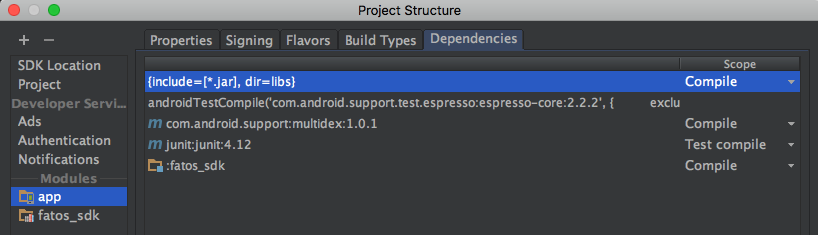 Project Structure
+ −
SDK Location
Project
Developer Servi...
Ads
Authentication
Notifications
Modules
app
fatos_sdk
Properties Signing Flavors Build Types Dependencies
Scope
{include=[*.jar], dir=libs} Compile
androidTestCompile('com.android.support.test.espresso:espresso-core:2.2.2', { exclu
m com.android.support:multidex:1.0.1 Compile
m junit:junit:4.12 Test compile
:fatos_sdk Compile